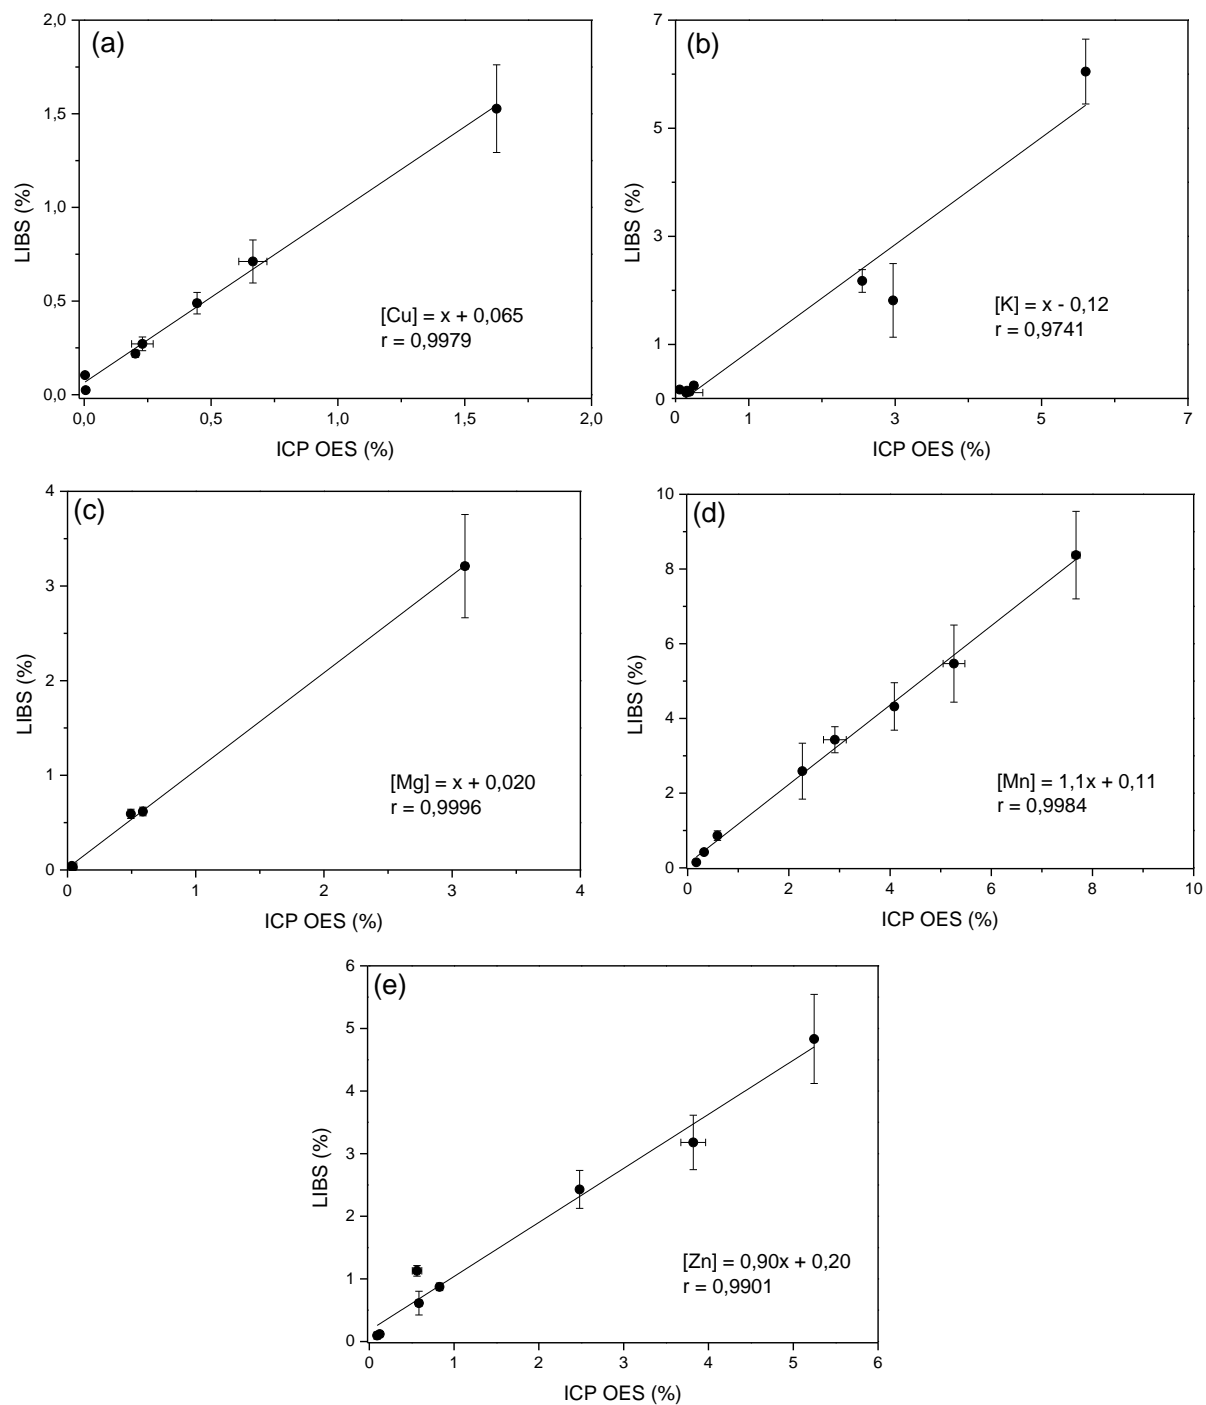 (a)
2,0
1,5
1,0
0,5
0,0
LIBS (%)
[Cu] = x + 0,065
r = 0,9979
0,0 0,5 1,0 1,5 2,0
ICP OES (%)
(b)
7
5
3
1
0
LIBS (%)
[K] = x - 0,12
r = 0,9741
0 1 3 5 7
ICP OES (%)
(c)
4
3
2
1
0
LIBS (%)
[Mg] = x + 0,020
r = 0,9996
0 1 2 3 4
ICP OES (%)
(d)
10
8
6
4
2
0
LIBS (%)
[Mn] = 1,1x + 0,11
r = 0,9984
0 2 4 6 8 10
ICP OES (%)
(e)
6
5
4
3
2
1
0
LIBS (%)
[Zn] = 0,90x + 0,20
r = 0,9901
0 1 2 3 4 5 6
ICP OES (%)